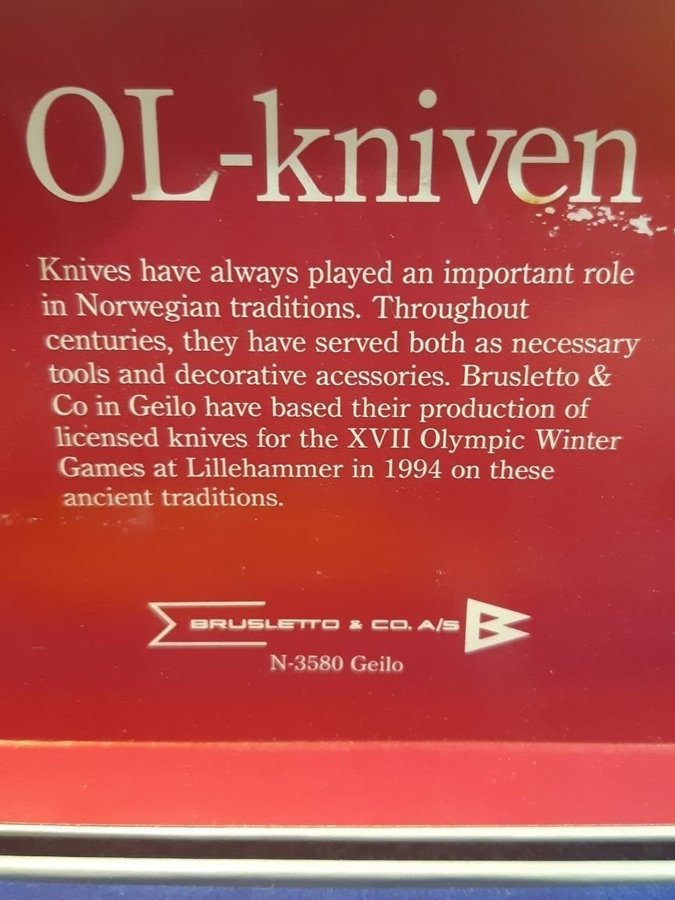 OL-kniven
Knives have always played an important role
in Norwegian traditions. Throughout
centuries, they have served both as necessary
tools and decorative acessories. Brusletto &
Co in Geilo have based their production of
licensed knives for the XVII Olympic Winter
Games at Lillehammer in 1994 on these
ancient traditions.
BRUSLETTO & CO. A/S B
N-3580 Geilo